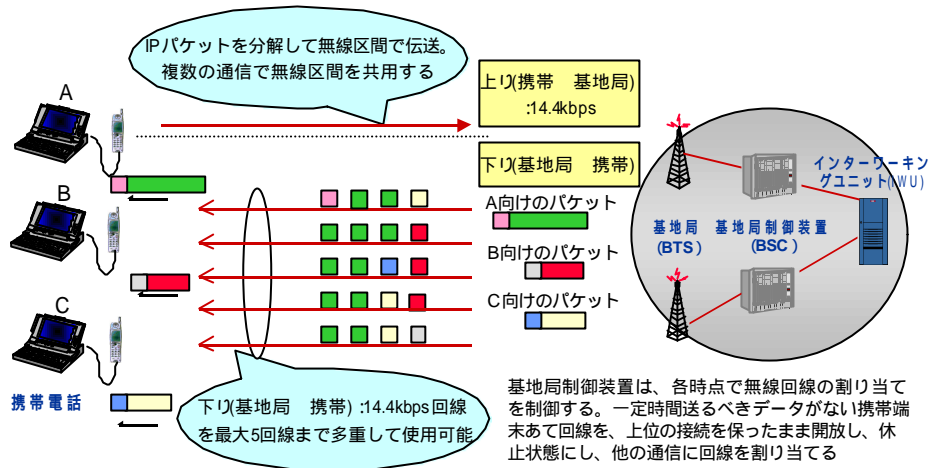 IPパケットを分解して無線区間で伝送。
複数の通信で無線区間を共用する
A
上り(携帯　基地局)
:14.4kbps
下り(基地局　携帯)
B
A向けのパケット
B向けのパケット
C向けのパケット
C
携帯電話
下り(基地局　携帯) :14.4kbps回線
を最大5回線まで多重して使用可能
基地局
(BTS)
基地局制御装置
(BSC)
インターワーキン
グユニット(IWU)
基地局制御装置は、各時点で無線回線の割り当て
を制御する。一定時間送るべきデータがない携帯端
末あて回線を、上位の接続を保ったまま開放し、休
止状態にし、他の通信に回線を割り当てる